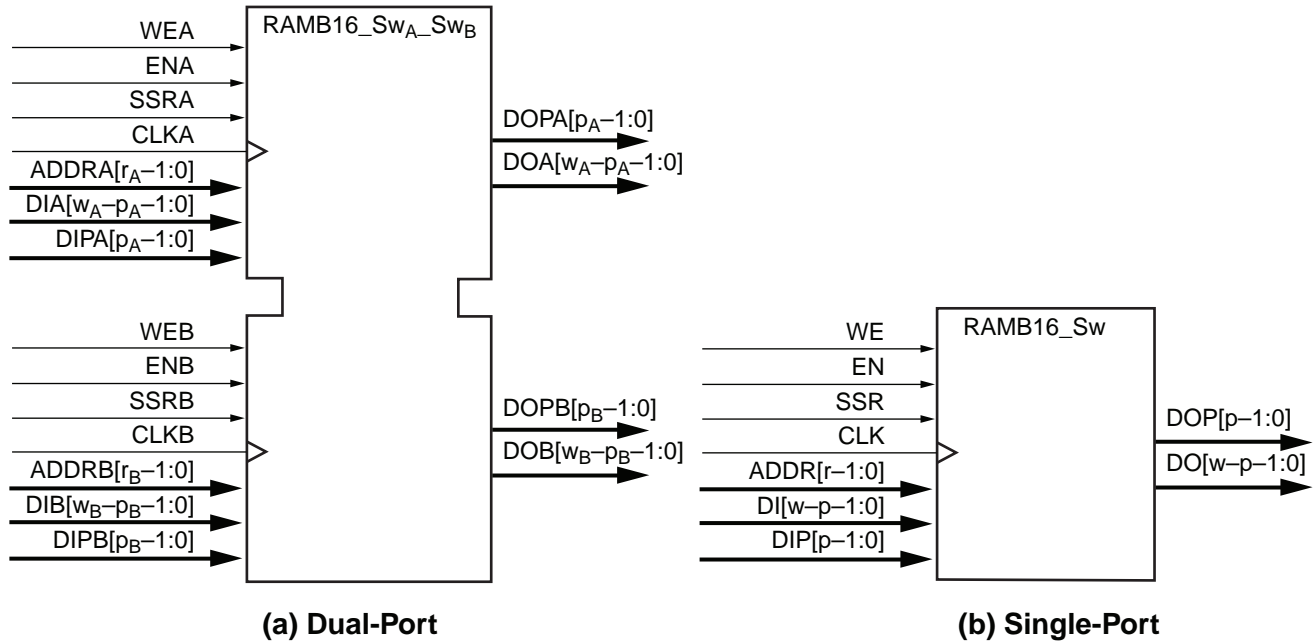 RAMB16_SwA_SwB
WEA
ENA
SSRA
CLKA
ADDRA[rA–1:0]
DIA[wA–pA–1:0]
DIPA[pA–1:0]
DOPA[pA–1:0]
DOA[wA–pA–1:0]
WEB
ENB
SSRB
CLKB
ADDRB[rB–1:0]
DIB[wB–pB–1:0]
DIPB[pB–1:0]
DOPB[pB–1:0]
DOB[wB–pB–1:0]
(a) Dual-Port
RAMB16_Sw
WE
EN
SSR
CLK
ADDR[r–1:0]
DI[w–p–1:0]
DIP[p–1:0]
DOP[p–1:0]
DO[w–p–1:0]
(b) Single-Port